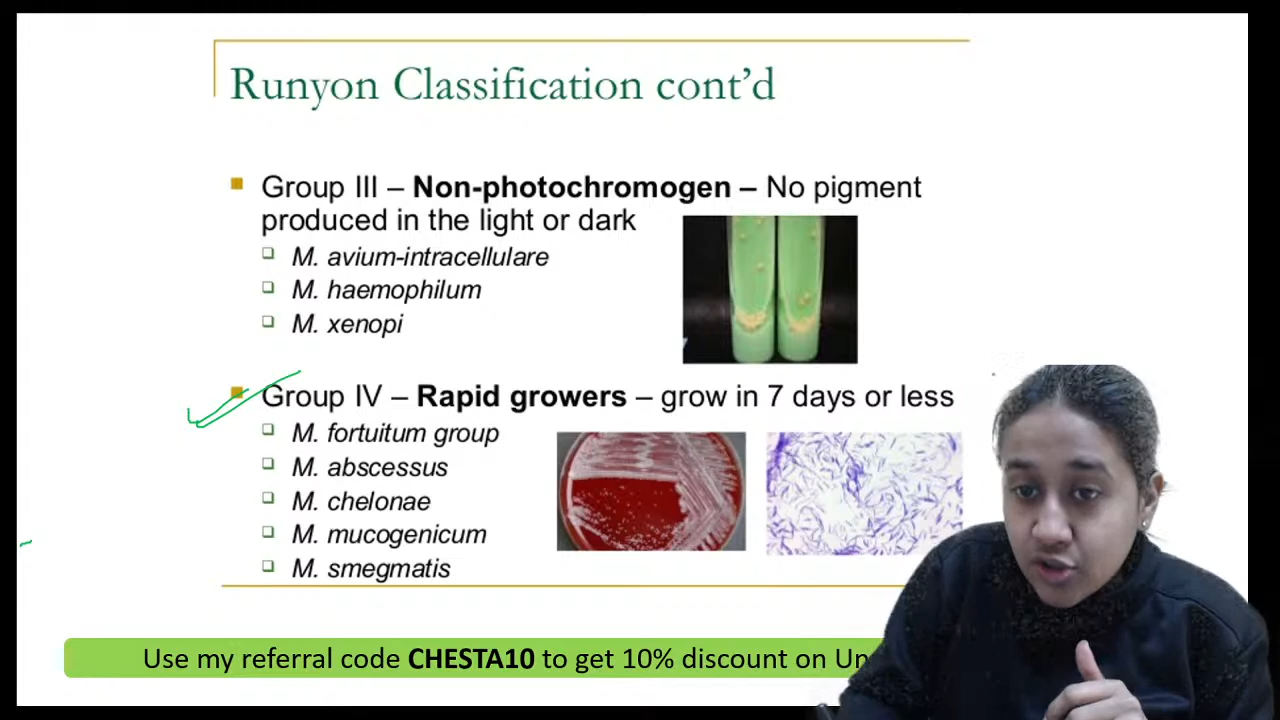 Runyon Classification cont’d
Group III – Non-photochromogen – No pigment
produced in the light or dark
M. avium-intracellulare
M. haemophilum
M. xenopi
Group IV – Rapid growers – grow in 7 days or less
M. fortuitum group
M. abscessus
M. chelonae
M. mucogenicum
M. smegmatis
Use my referral code CHESTA10 to get 10% discount on